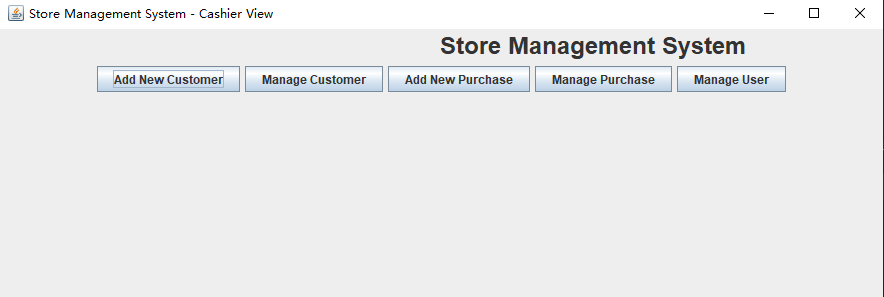 Store Management System - Cashier View
Store Management System
Add New Customer Manage Customer Add New Purchase Manage Purchase Manage User